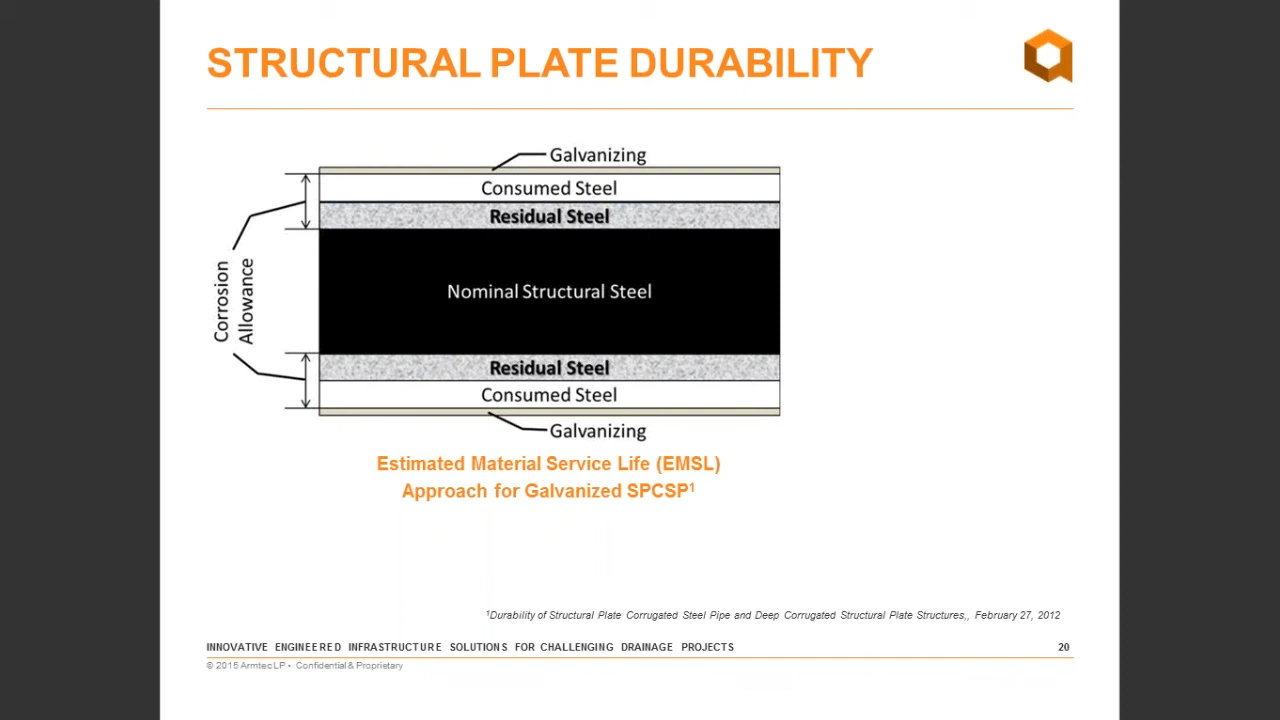 STRUCTURAL PLATE DURABILITY
Galvanizing
Consumed Steel
Residual Steel
Corrosion
Allowance
Nominal Structural Steel
Residual Steel
Consumed Steel
Galvanizing
Estimated Material Service Life (EMSL)
Approach for Galvanized SPCSP¹
¹Durability of Structural Plate Corrugated Steel Pipe and Deep Corrugated Structural Plate Structures,, February 27, 2012
INNOVATIVE ENGINEERED INFRASTRUCTURE SOLUTIONS FOR CHALLENGING DRAINAGE PROJECTS 20
© 2015 Armtec LP • Confidential & Proprietary